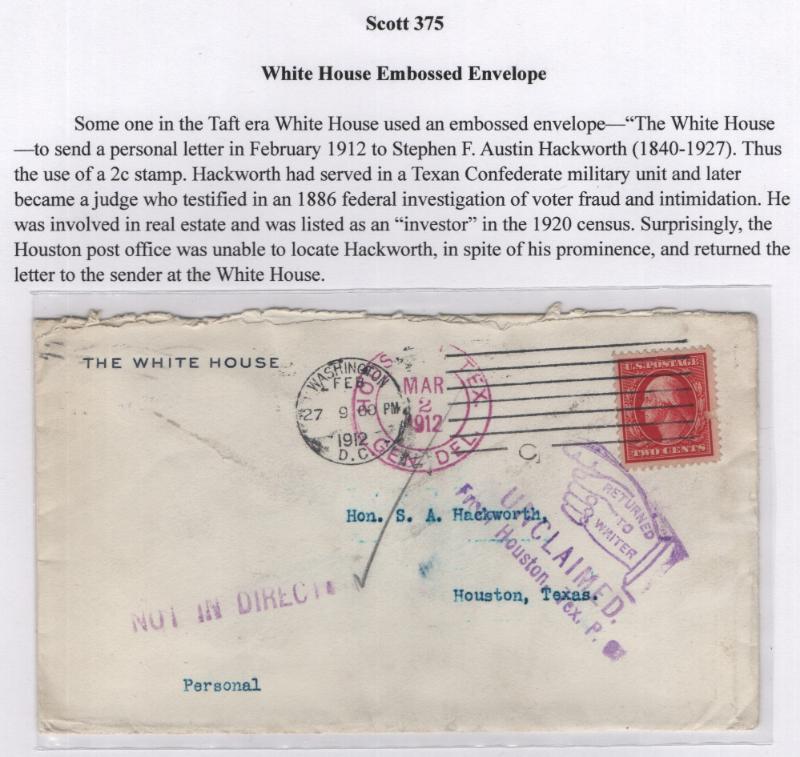 Scott 375
White House Embossed Envelope
Some one in the Taft era White House used an embossed envelope—“The White House
—to send a personal letter in February 1912 to Stephen F. Austin Hackworth (1840-1927). Thus
the use of a 2c stamp. Hackworth had served in a Texan Confederate military unit and later
became a judge who testified in an 1886 federal investigation of voter fraud and intimidation. He
was involved in real estate and was listed as an “investor” in the 1920 census. Surprisingly, the
Houston post office was unable to locate Hackworth, in spite of his prominence, and returned the
letter to the sender at the White House.
THE WHITE HOUSE
WASHINGTON
FEB
27 9 00 PM
1912
D.C.
TEX.
MAR
2
1912
GEN. DEL.
U.S. POSTAGE
TWO CENTS
RETURNED
TO
WRITER
UNCLAIMED.
From Houston, Tex. P.
Hon. S. A. Hackworth,
Houston, Texas.
NOT IN DIRECT
Personal